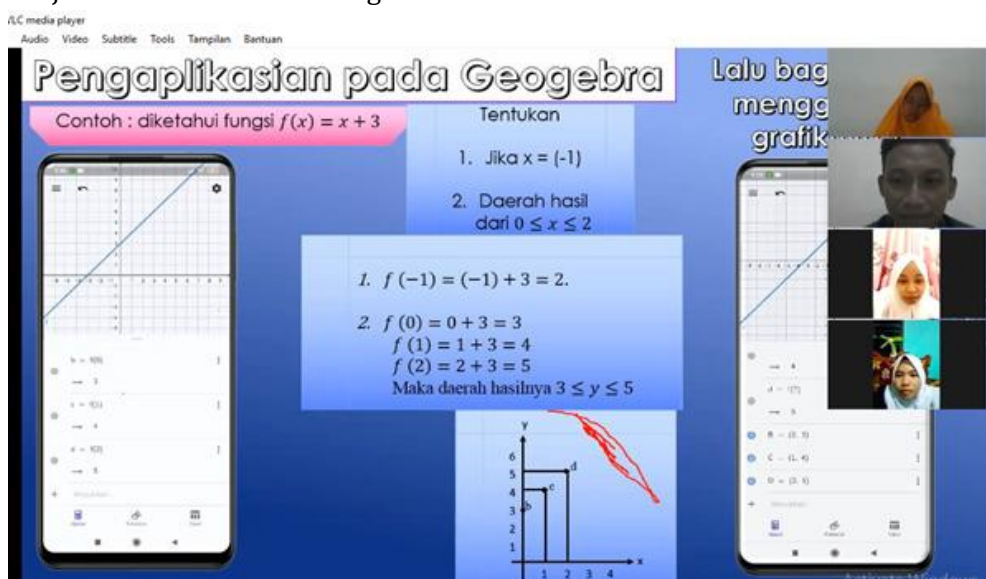 VLC media player
Audio Video Subtitle Tools Tampilan Bantuan
Pengaplikasian pada Geogebra
Contoh : diketahui fungsi f(x) = x + 3
Tentukan
1. Jika x = (-1)
2. Daerah hasil
dari 0 ≤ x ≤ 2
1. f (−1) = (−1) + 3 = 2.
2. f (0) = 0 + 3 = 3
f (1) = 1 + 3 = 4
f (2) = 2 + 3 = 5
Maka daerah hasilnya 3 ≤ y ≤ 5
y
6
5
4
3
2
1
b
c
d
1 2 3 4
x
Lalu bag
mengg
grafik